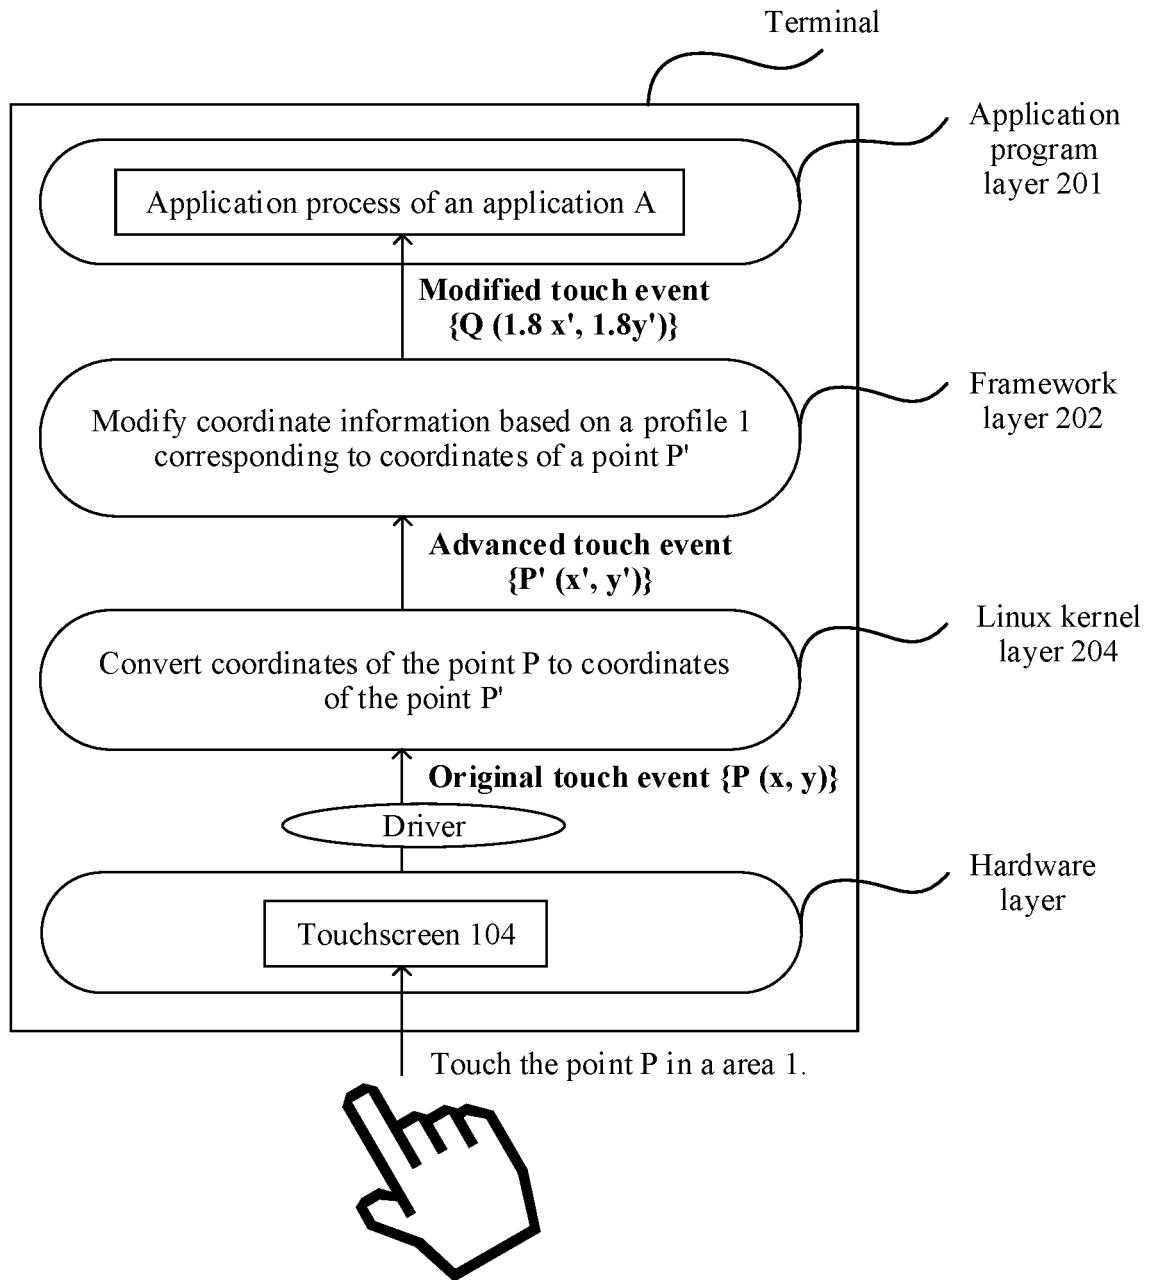 Terminal
Application
program
layer 201
Application process of an application A
Modified touch event
{Q (1.8 x', 1.8y')}
Framework
layer 202
Modify coordinate information based on a profile 1
corresponding to coordinates of a point P'
Advanced touch event
{P' (x', y')}
Linux kernel
layer 204
Convert coordinates of the point P to coordinates
of the point P'
Original touch event {P (x, y)}
Driver
Hardware
layer
Touchscreen 104
Touch the point P in a area 1.